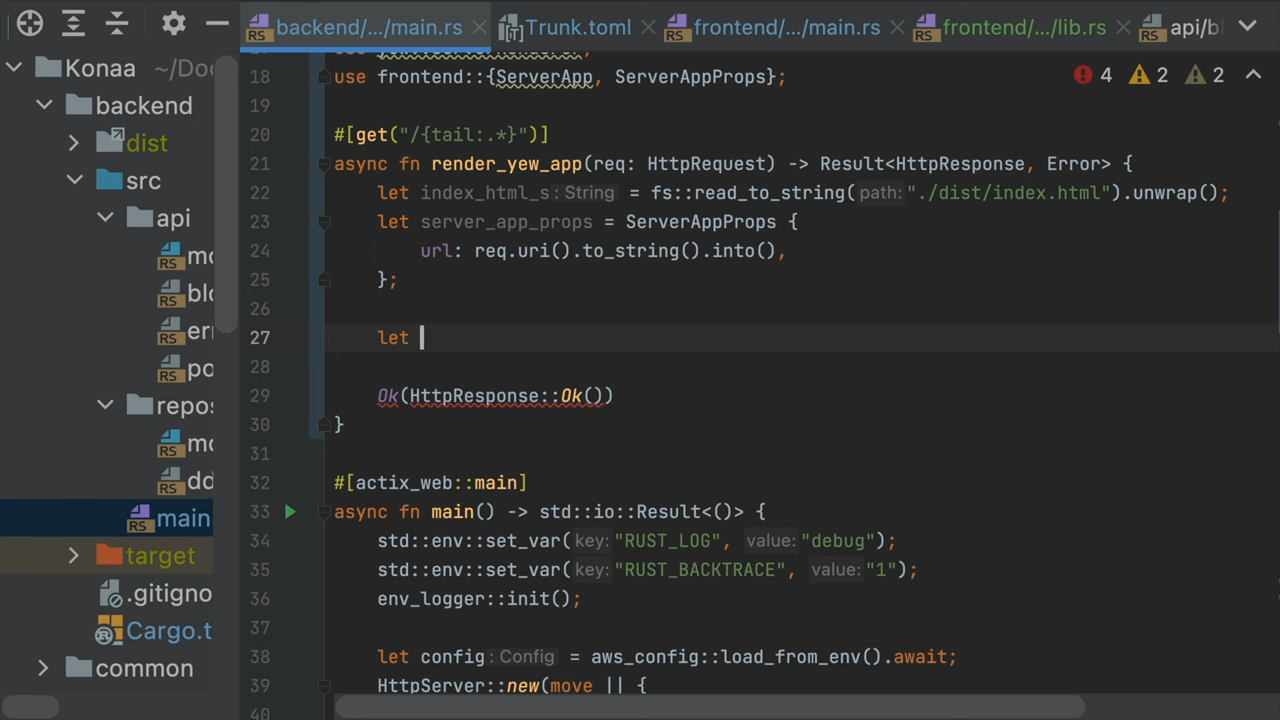 backend/.../main.rs
Trunk.toml
frontend/.../main.rs
frontend/.../lib.rs
api/bl
Konaa ~/Doc
backend
dist
src
api
mo
blo
err
po
repos
mo
dd
main
target
.gitigno
Cargo.t
common
4 2 2
18 use frontend::{ServerApp, ServerAppProps};
19
20 #[get("/{tail:.*}")]
21 async fn render_yew_app(req: HttpRequest) -> Result<HttpResponse, Error> {
22 let index_html_s: String = fs::read_to_string(path: "./dist/index.html").unwrap();
23 let server_app_props = ServerAppProps {
24 url: req.uri().to_string().into(),
25 };
26
27 let
28
29 Ok(HttpResponse::Ok())
30 }
31
32 #[actix_web::main]
33 async fn main() -> std::io::Result<()> {
34 std::env::set_var(key: "RUST_LOG", value: "debug");
35 std::env::set_var(key: "RUST_BACKTRACE", value: "1");
36 env_logger::init();
37
38 let config: Config = aws_config::load_from_env().await;
39 HttpServer::new(move || {
40